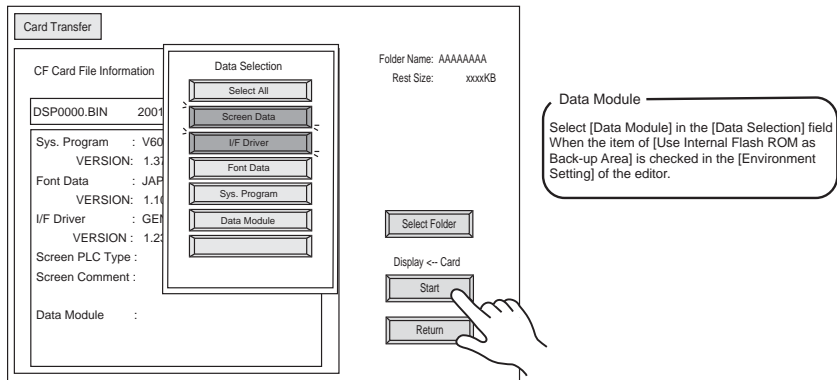 Card Transfer
CF Card File Information
DSP0000.BIN 2001
Sys. Program : V60
VERSION: 1.37
Font Data : JAP
VERSION: 1.10
I/F Driver : GEN
VERSION : 1.23
Screen PLC Type :
Screen Comment :
Data Module :
Data Selection
Select All
Screen Data
I/F Driver
Font Data
Sys. Program
Data Module
Folder Name: AAAAAAAA
Rest Size: xxxxKB
Select Folder
Display <-- Card
Start
Return
Data Module
Select [Data Module] in the [Data Selection] field
When the item of [Use Internal Flash ROM as
Back-up Area] is checked in the [Environment
Setting] of the editor.